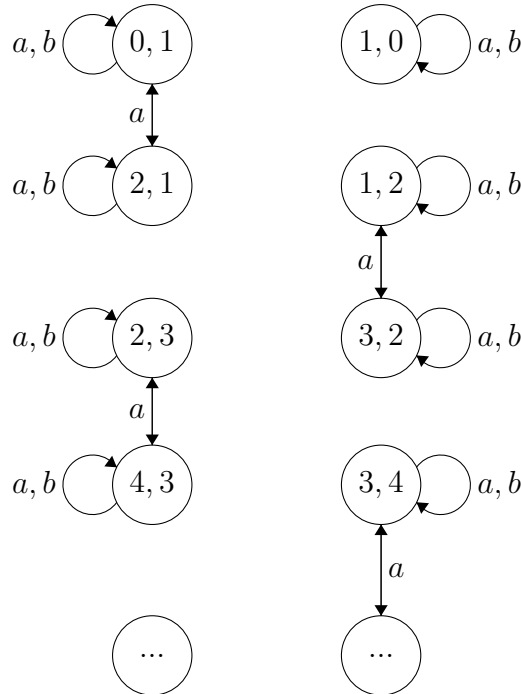 a, b 0, 1 1, 0 a, b
a
a, b 2, 1 1, 2 a, b
a
a, b 2, 3 3, 2 a, b
a
a, b 4, 3 3, 4 a, b
a
... ...